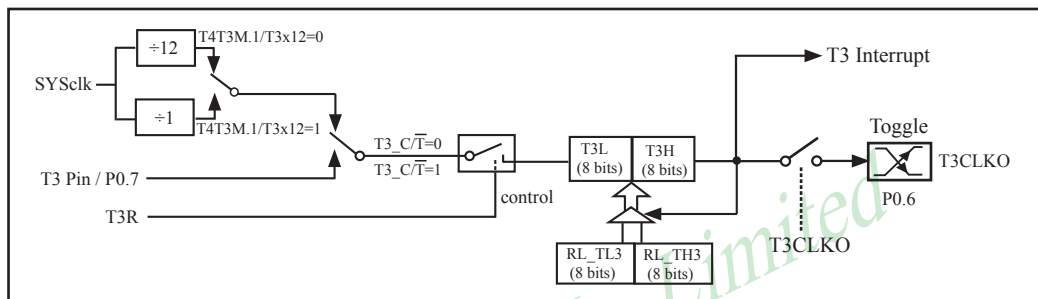 ÷12
T4T3M.1/T3x12=0
SYSclk
÷1
T4T3M.1/T3x12=1
T3 Pin / P0.7
T3R
T3_C/T̅=0
T3_C/T̅=1
control
T3L
(8 bits)
T3H
(8 bits)
RL_TL3
(8 bits)
RL_TH3
(8 bits)
T3 Interrupt
Toggle
T3CLKO
P0.6
T3CLKO
Limited